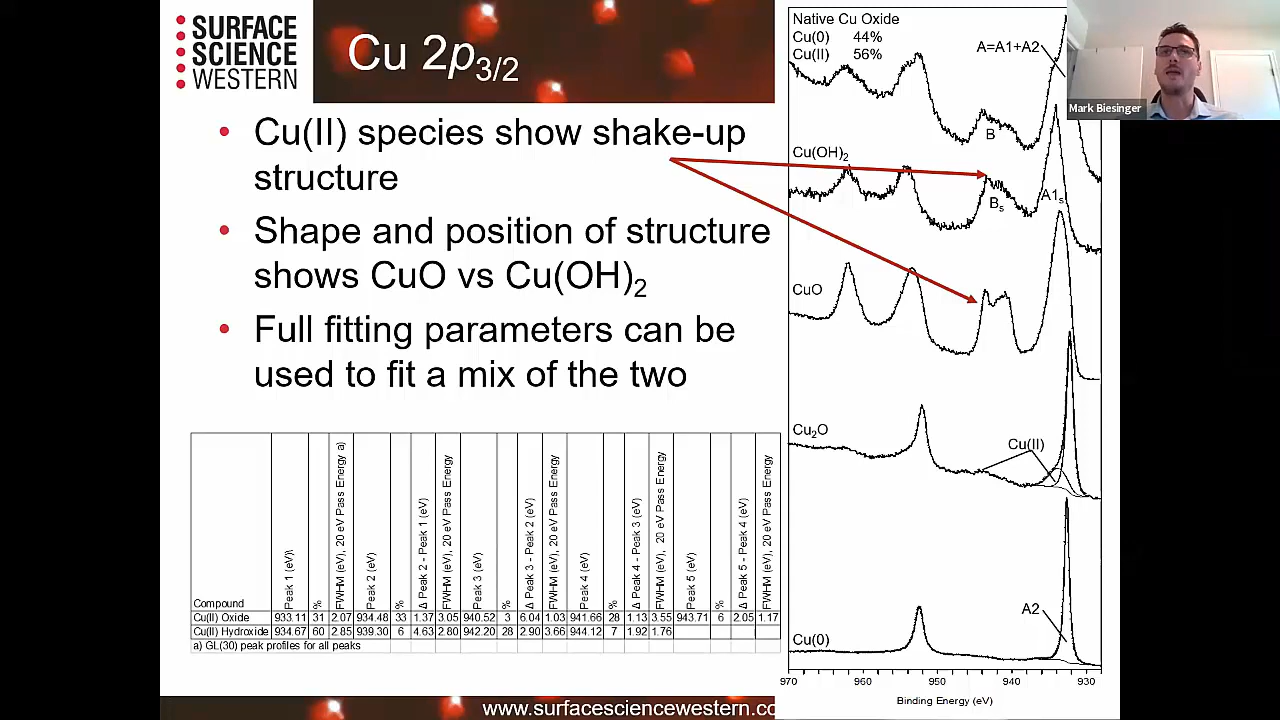 SURFACE
SCIENCE
WESTERN
Cu 2p3/2
• Cu(II) species show shake-up
structure
• Shape and position of structure
shows CuO vs Cu(OH)2
• Full fitting parameters can be
used to fit a mix of the two
Compound
Peak 1 (eV)\
%
FWHM (eV), 20 eV Pass Energy a)
Peak 2 (eV)
%
Δ Peak 2 - Peak 1 (eV)
FWHM (eV), 20 eV Pass Energy
Peak 3 (eV)
%
Δ Peak 3 - Peak 2 (eV)
FWHM (eV), 20 eV Pass Energy
Peak 4 (eV)
%
Δ Peak 4 - Peak 3 (eV)
FWHM (eV), 20 eV Pass Energy
Peak 5 (eV)
%
Δ Peak 5 - Peak 4 (eV)
FWHM (eV), 20 eV Pass Energy
Cu(II) Oxide 933.11 31 2.07 934.48 33 1.37 3.05 940.52 3 6.04 1.03 941.66 28 1.13 3.55 943.71 6 2.05 1.17
Cu(II) Hydroxide 934.67 60 2.85 939.30 6 4.63 2.80 942.20 28 2.90 3.66 944.12 7 1.92 1.76
a) GL(30) peak profiles for all peaks
www.surfacesciencewestern.co
Native Cu Oxide
Cu(0) 44%
Cu(II) 56%
A=A1+A2
B
Cu(OH)2
A1s
Bs
CuO
Cu2O
Cu(II)
A2
Cu(0)
970 960 950 940 930
Binding Energy (eV)
Mark Biesinger